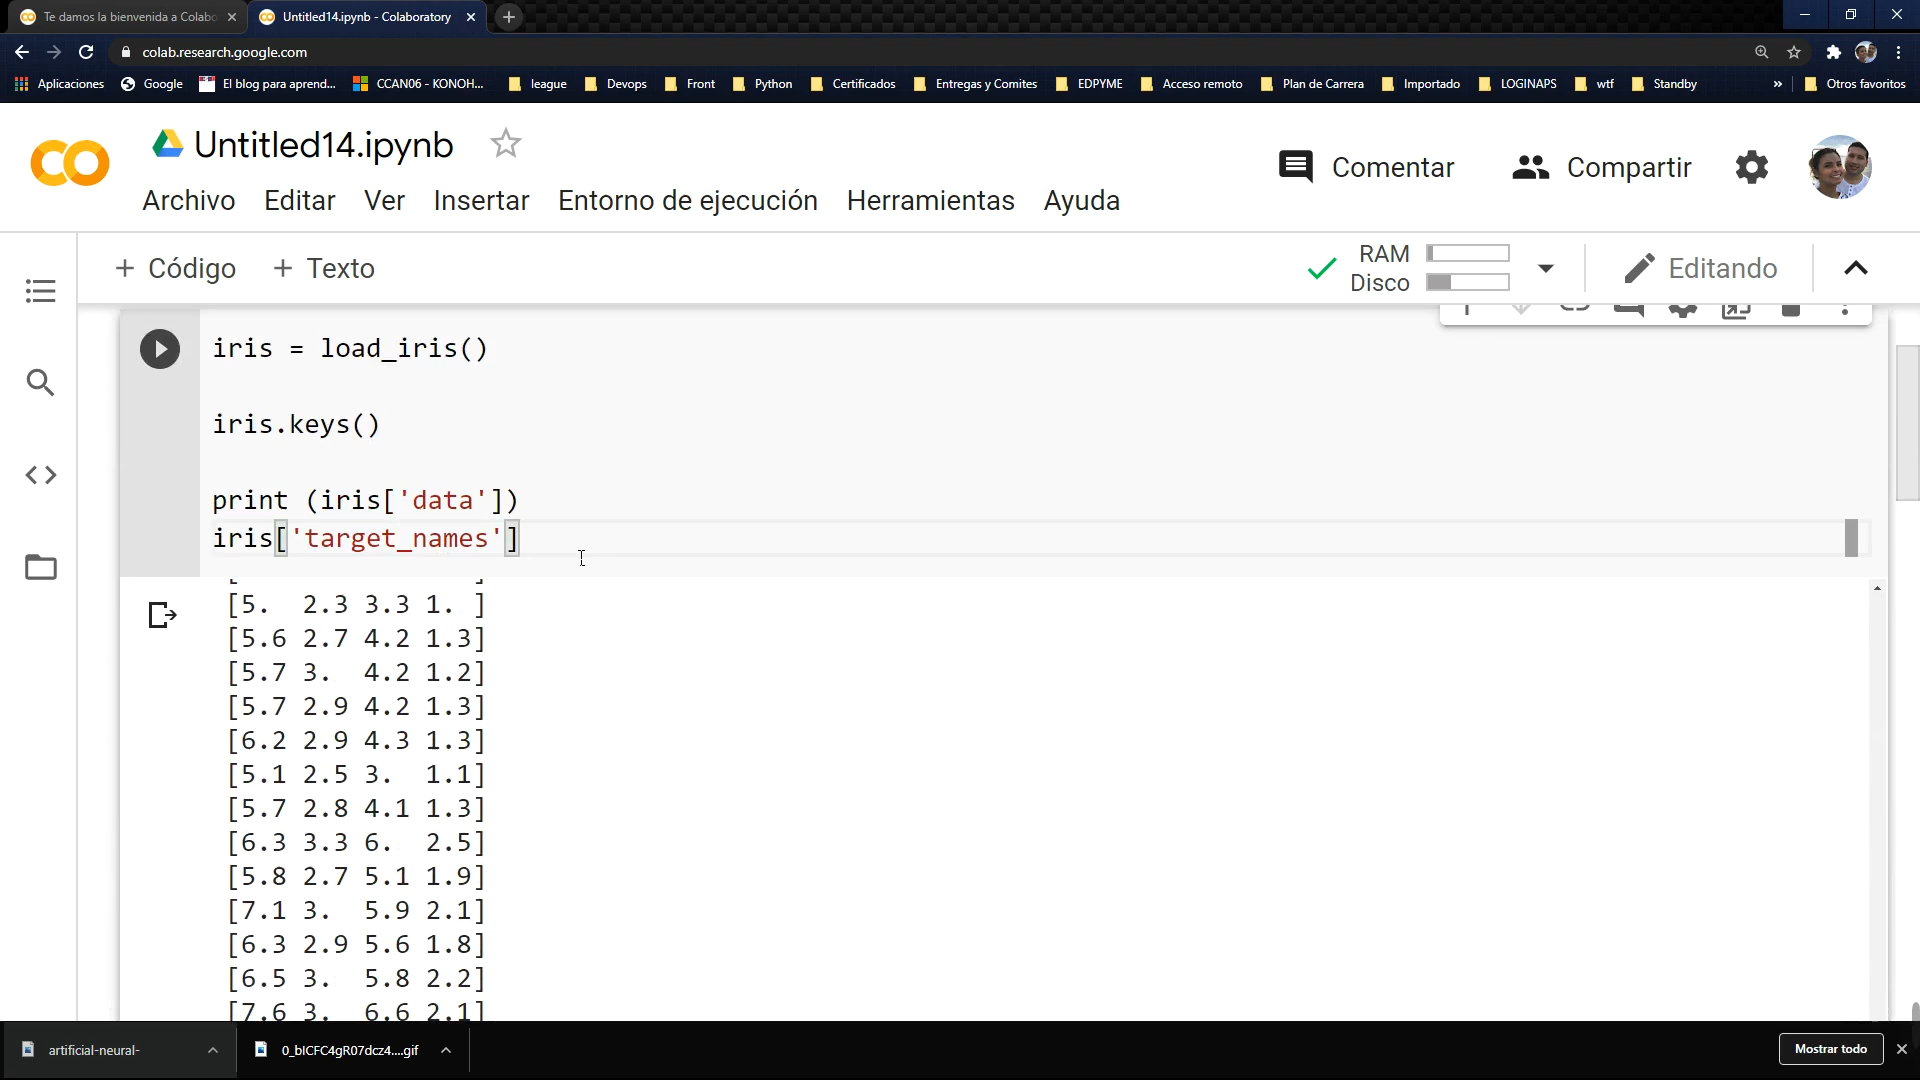 Te damos la bienvenida a Colabo
Untitled14.ipynb - Colaboratory
colab.research.google.com
Aplicaciones
Google
El blog para aprend...
CCAN06 - KONOH...
league
Devops
Front
Python
Certificados
Entregas y Comites
EDPYME
Acceso remoto
Plan de Carrera
Importado
LOGINAPS
wtf
Standby
»
Otros favoritos
Untitled14.ipynb
Comentar
Compartir
Archivo Editar Ver Insertar Entorno de ejecución Herramientas Ayuda
+ Código + Texto
RAM
Disco
Editando
iris = load_iris()
iris.keys()
print (iris['data'])
iris['target_names']
[5.  2.3 3.3 1. ]
[5.6 2.7 4.2 1.3]
[5.7 3.  4.2 1.2]
[5.7 2.9 4.2 1.3]
[6.2 2.9 4.3 1.3]
[5.1 2.5 3.  1.1]
[5.7 2.8 4.1 1.3]
[6.3 3.3 6.  2.5]
[5.8 2.7 5.1 1.9]
[7.1 3.  5.9 2.1]
[6.3 2.9 5.6 1.8]
[6.5 3.  5.8 2.2]
[7.6 3.  6.6 2.1]
artificial-neural-
0_bICFC4gR07dcz4....gif
Mostrar todo